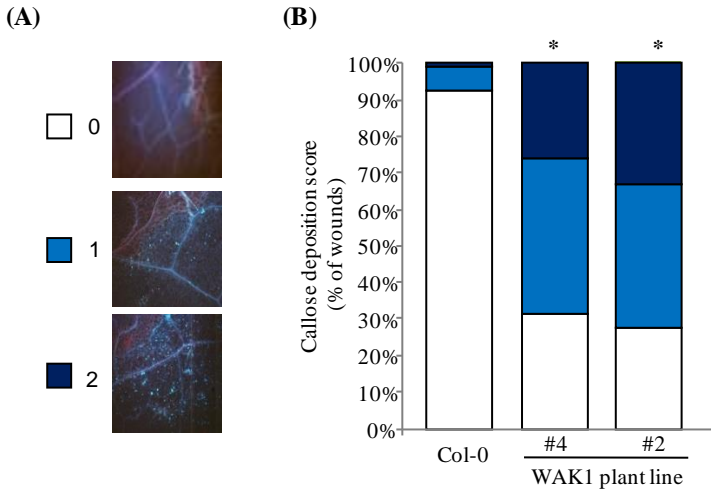 (A)
0
1
2
(B)
* *
100%
90%
80%
70%
60%
50%
40%
30%
20%
10%
0%
Callose deposition score
(% of wounds)
Col-0
#4 #2
WAK1 plant line